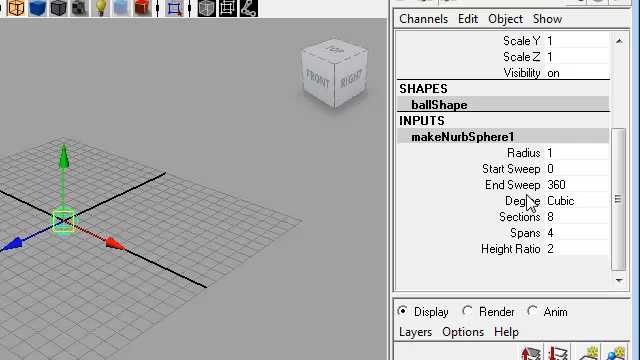 Channels Edit Object Show
Scale Y 1
Scale Z 1
Visibility on
SHAPES
ballShape
INPUTS
makeNurbSphere1
Radius 1
Start Sweep 0
End Sweep 360
Degree Cubic
Sections 8
Spans 4
Height Ratio 2
Display Render Anim
Layers Options Help
TOP
FRONT RIGHT